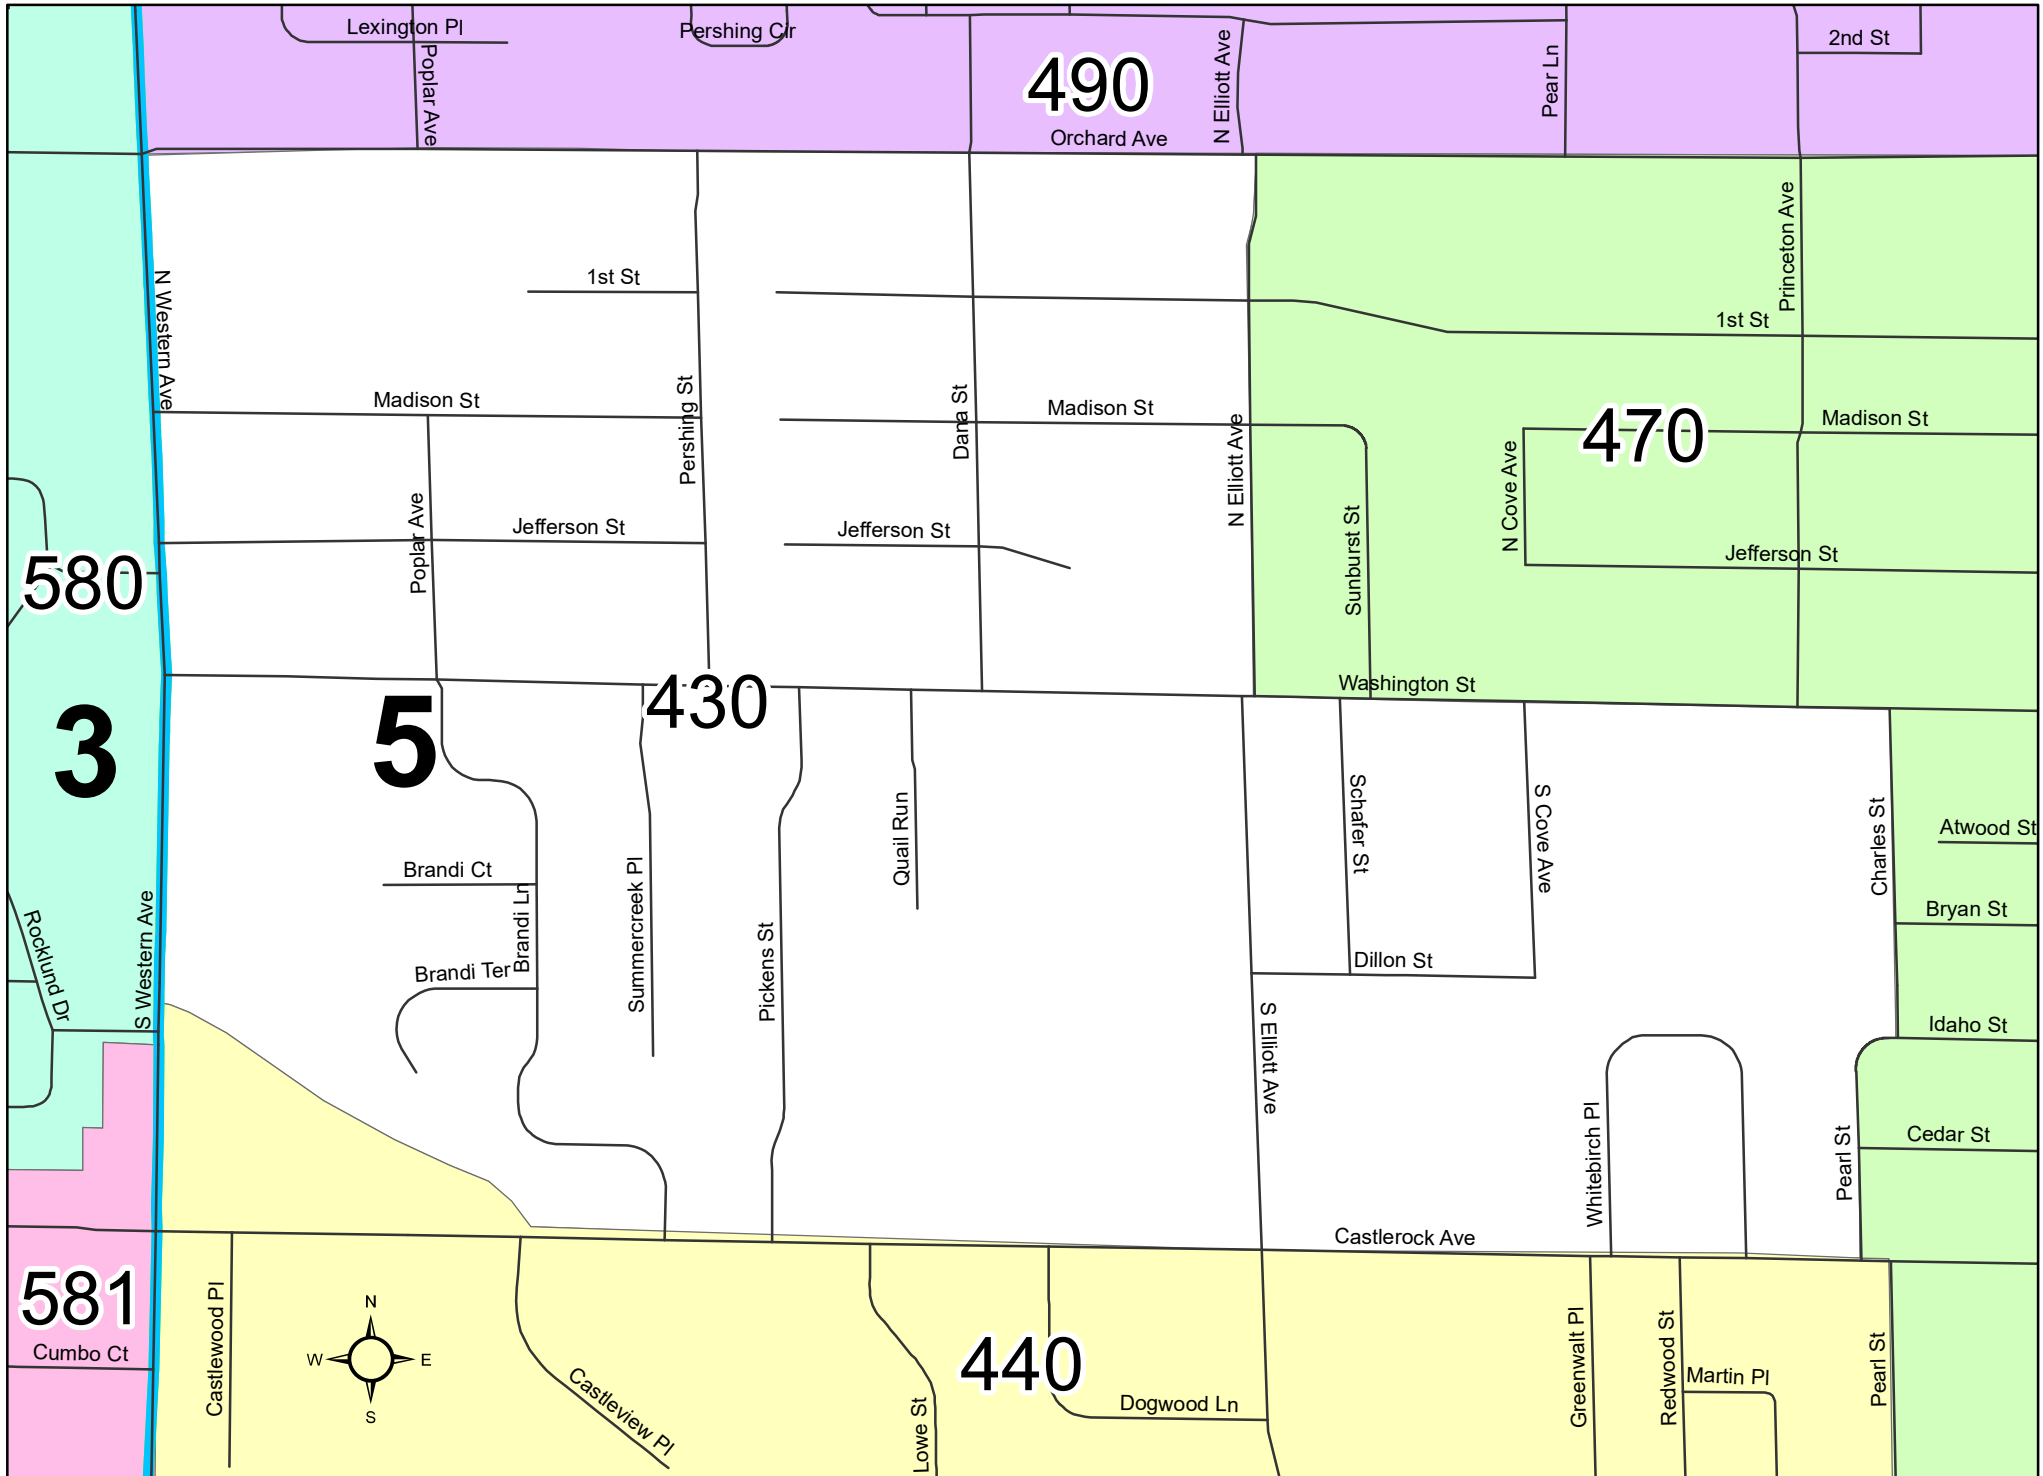 Lexington Pl
Pershing Cir
2nd St
Poplar Ave
490
N Elliott Ave
Pear Ln
Orchard Ave
N Western Ave
1st St
Princeton Ave
1st St
Madison St
Pershing St
Dana St
Madison St
N Elliott Ave
470
Madison St
N Cove Ave
Poplar Ave
Jefferson St
Jefferson St
Sunburst St
Jefferson St
580
3
5
430
Washington St
Quail Run
Schafer St
S Cove Ave
Charles St
Atwood St
Brandi Ct
Brandi Ln
Summercreek Pl
Bryan St
Rocklund Dr
S Western Ave
Brandi Ter
Pickens St
Dillon St
S Elliott Ave
Idaho St
Whitebirch Pl
Pearl St
Cedar St
Castlerock Ave
581
Cumbo Ct
Castlewood Pl
N
W
E
S
Castleview Pl
Lowe St
440
Dogwood Ln
Greenwalt Pl
Redwood St
Martin Pl
Pearl St